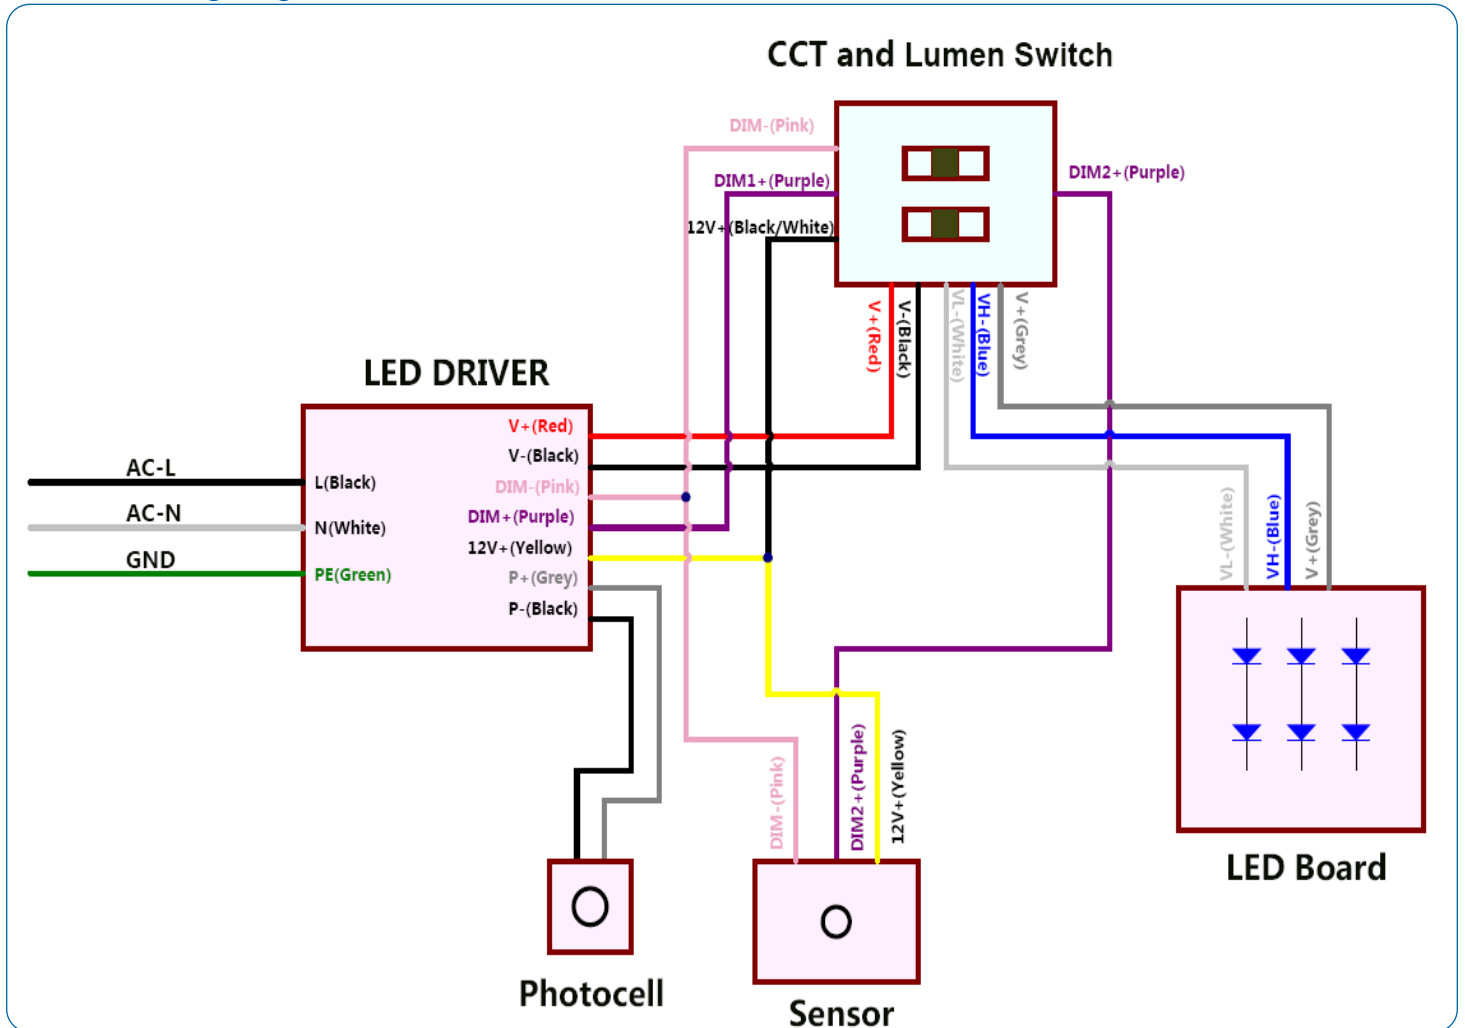 CCT and Lumen Switch
DIM-(Pink)
DIM1+(Purple)
DIM2+(Purple)
12V+(Black/White)
V+(Red)
V-(Black)
VL-(White)
VH-(Blue)
V+(Grey)
LED DRIVER
V+(Red)
V-(Black)
DIM-(Pink)
DIM+(Purple)
12V+(Yellow)
P+(Grey)
P-(Black)
AC-L
L(Black)
AC-N
N(White)
GND
PE(Green)
VL-(White)
VH-(Blue)
V+(Grey)
DIM-(Pink)
DIM2+(Purple)
12V+(Yellow)
LED Board
Photocell
Sensor